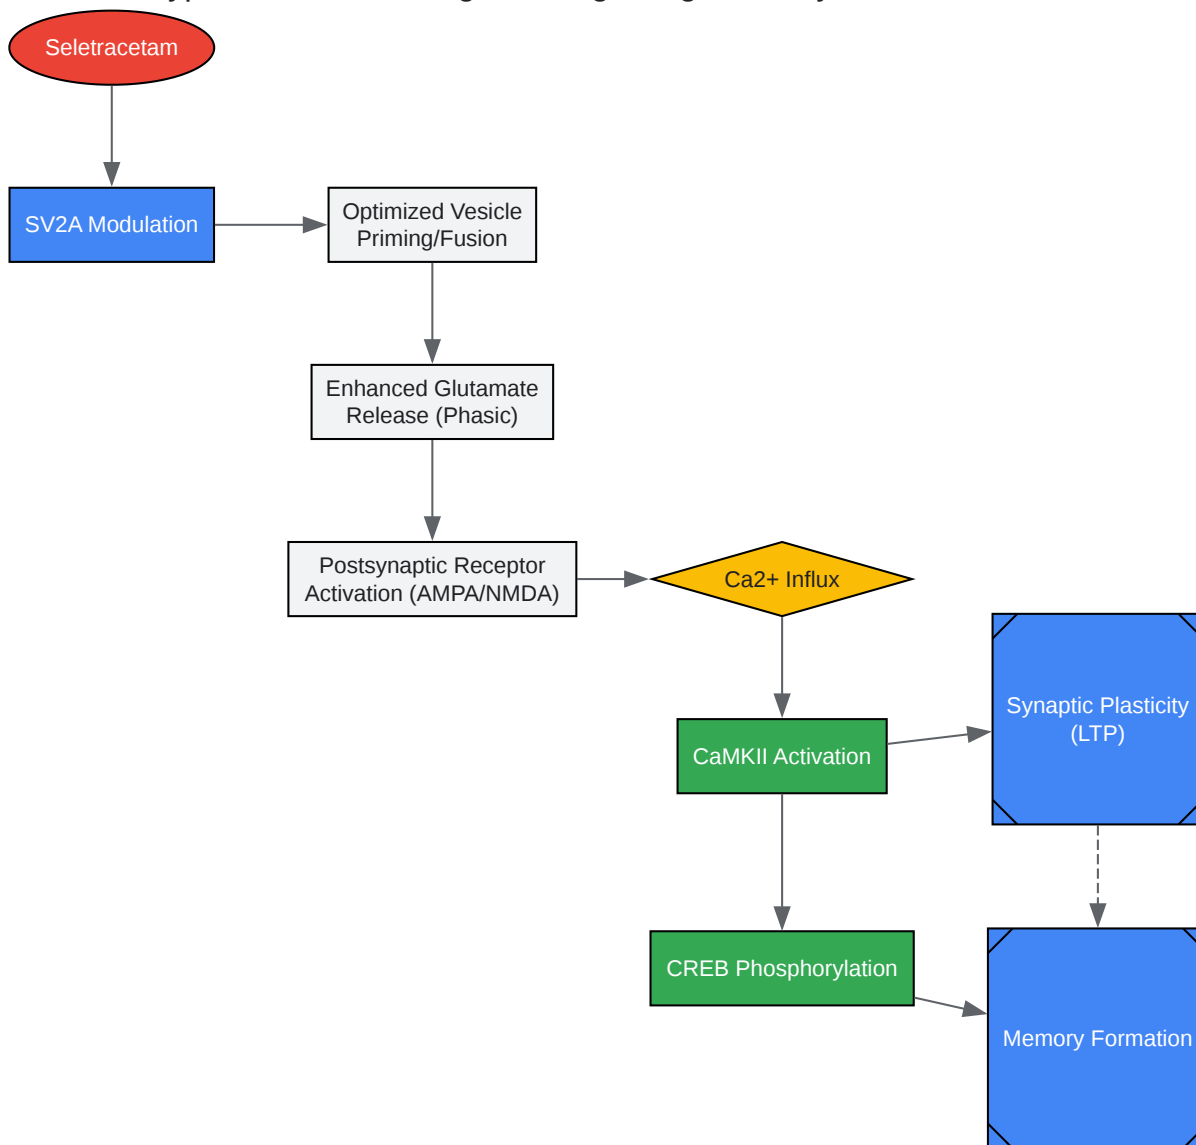 Seletracetam
SV2A Modulation
Optimized Vesicle
Priming/Fusion
Enhanced Glutamate
Release (Phasic)
Postsynaptic Receptor
Activation (AMPA/NMDA)
Ca2+ Influx
Synaptic Plasticity
(LTP)
CaMKII Activation
CREB Phosphorylation
Memory Formation